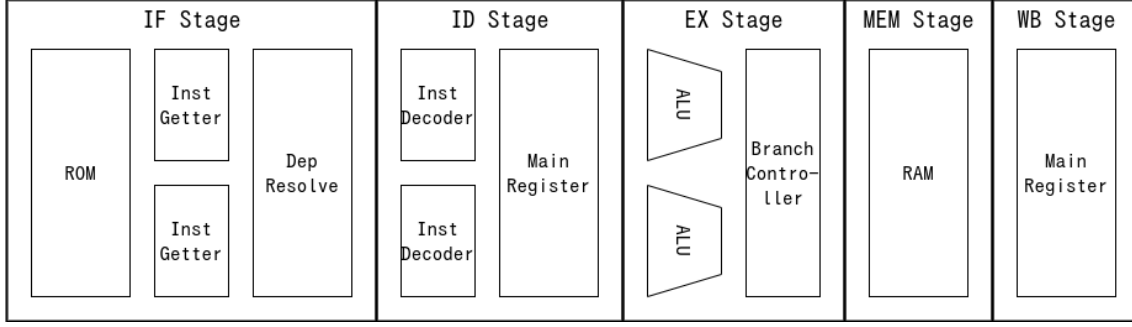 IF Stage
ROM
Inst
Getter
Inst
Getter
Dep
Resolve
ID Stage
Inst
Decoder
Inst
Decoder
Main
Register
EX Stage
ALU
ALU
Branch
Contro-
ller
MEM Stage
RAM
WB Stage
Main
Register